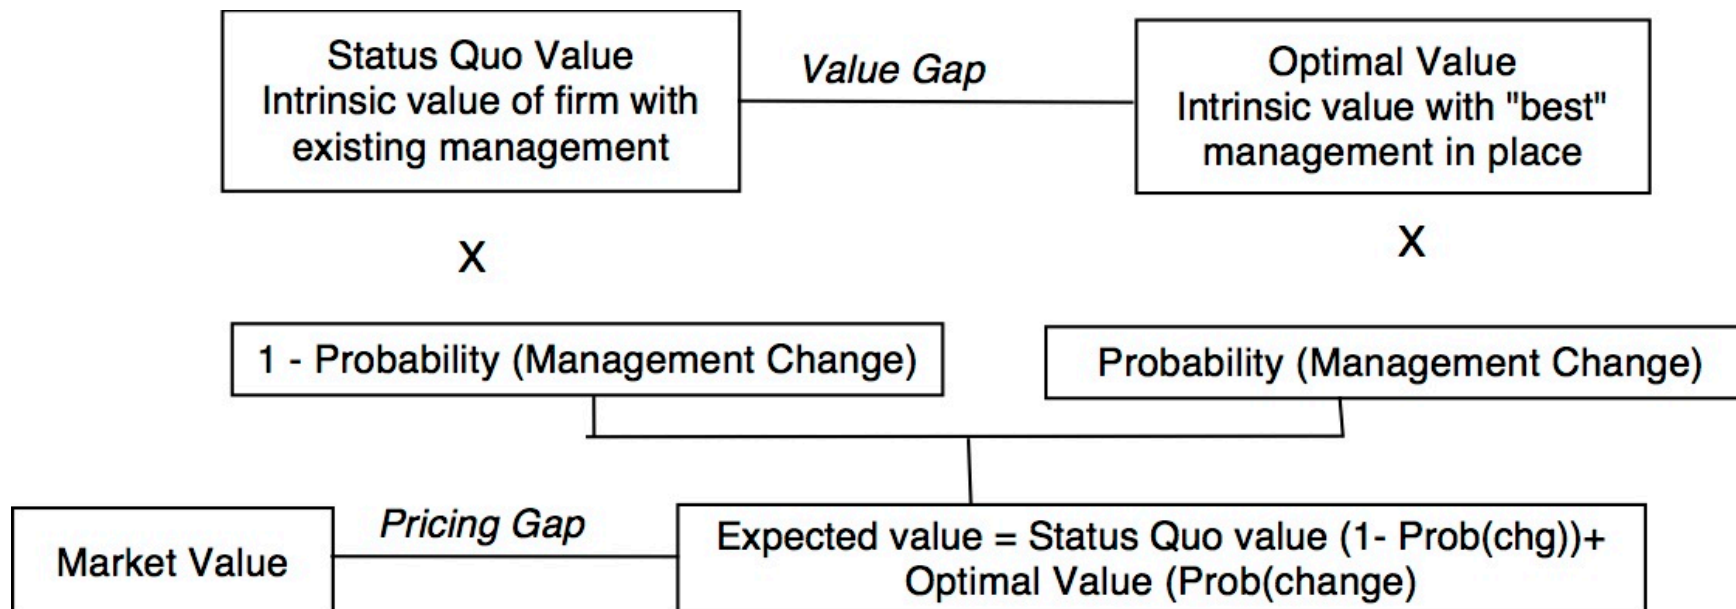 Status Quo Value
Intrinsic value of firm with
existing management
Value Gap
Optimal Value
Intrinsic value with "best"
management in place
X
X
1 - Probability (Management Change)
Probability (Management Change)
Market Value
Pricing Gap
Expected value = Status Quo value (1- Prob(chg))+
Optimal Value (Prob(change)